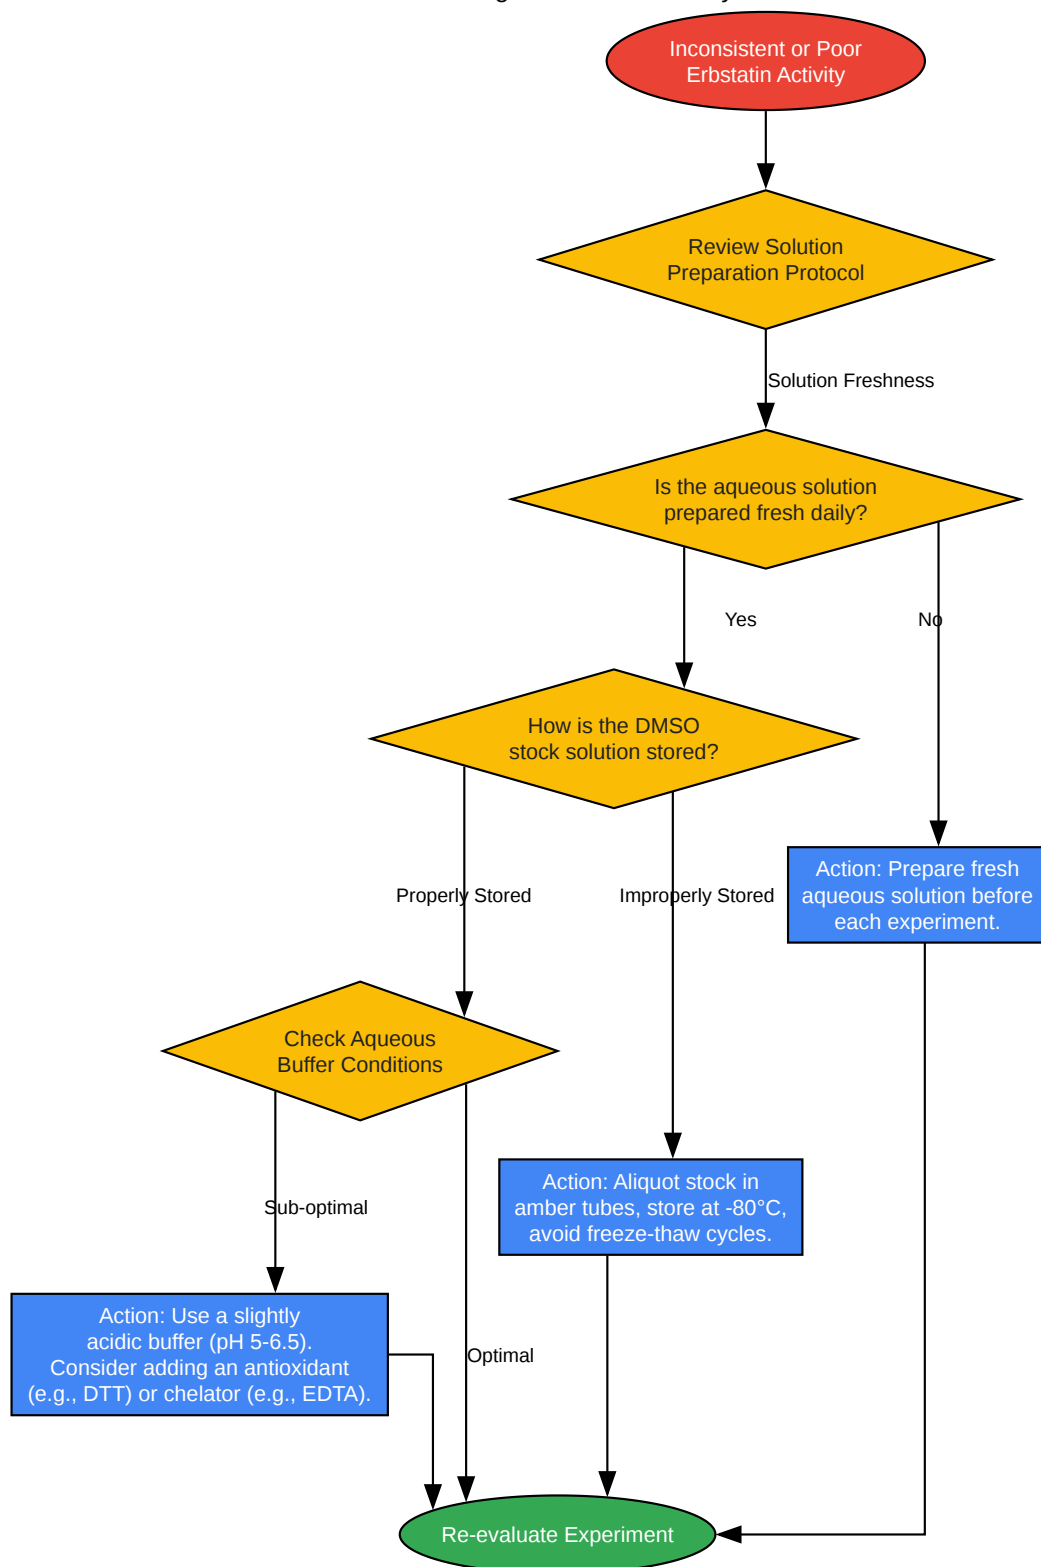 Inconsistent or Poor
Erbstatin Activity
Review Solution
Preparation Protocol
Solution Freshness
Is the aqueous solution
prepared fresh daily?
Yes
No
How is the DMSO
stock solution stored?
Properly Stored
Improperly Stored
Action: Prepare fresh
aqueous solution before
each experiment.
Check Aqueous
Buffer Conditions
Action: Aliquot stock in
amber tubes, store at -80°C,
avoid freeze-thaw cycles.
Sub-optimal
Action: Use a slightly
acidic buffer (pH 5-6.5).
Consider adding an antioxidant
(e.g., DTT) or chelator (e.g., EDTA).
Optimal
Re-evaluate Experiment